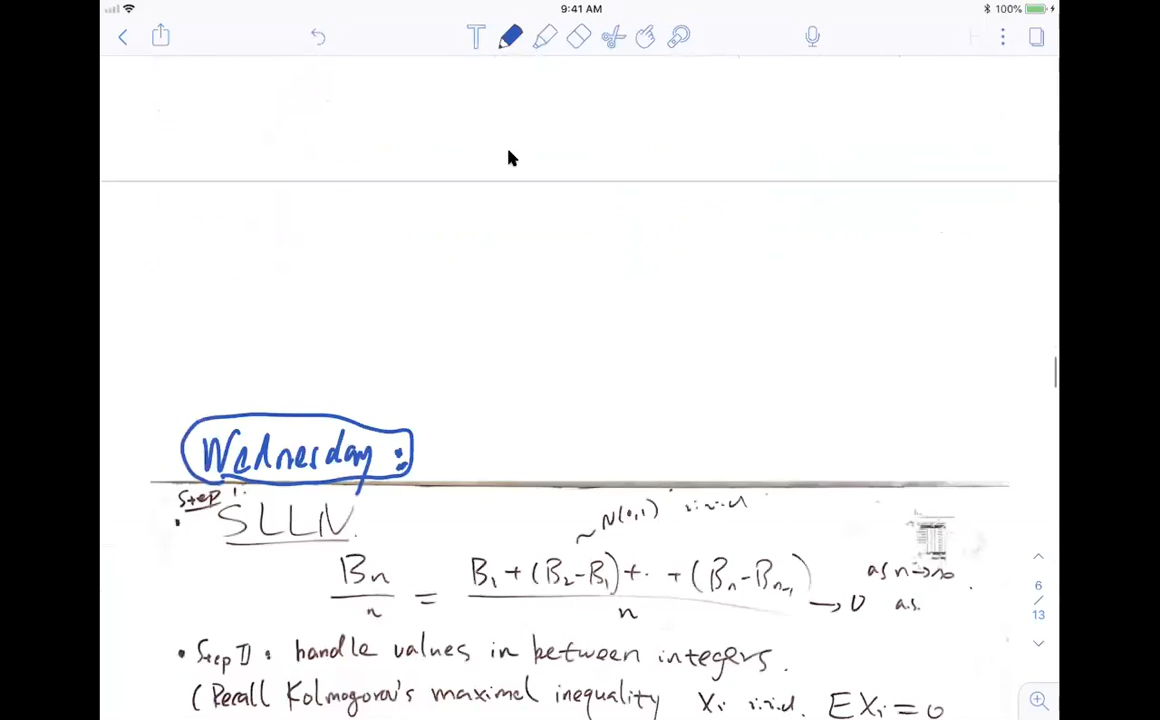 9:41 AM
100%
T
Wednesday :
Step 1:
• SLLN.
~N(0,1) i.i.d
Bn/n = (B1 + (B2-B1) + .. + (Bn-Bn-1))/n → 0 a.s. as n→∞.
• Step II: handle values in between integers.
(Recall Kolmogorov's maximal inequality Xi i.i.d. EXi = 0
6
/
13